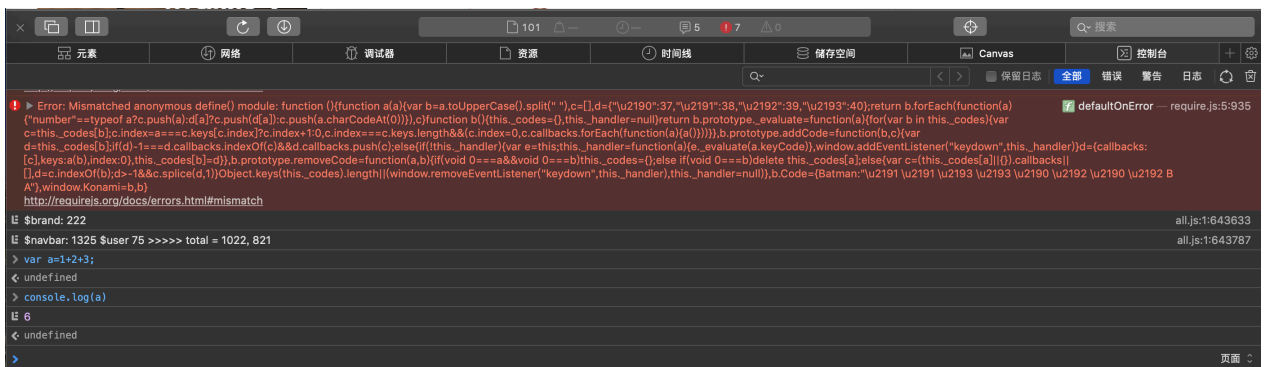 101 — — 5 7 0 搜索
元素 网络 调试器 资源 时间线 储存空间 Canvas 控制台
保留日志 全部 错误 警告 日志
Error: Mismatched anonymous define() module: function (){function a(a){var b=a.toUpperCase().split(" "),c=[],d={"\u2190":37,"\u2191":38,"\u2192":39,"\u2193":40};return b.forEach(function(a) defaultOnError — require.js:5:935
{"number"==typeof a?c.push(a):d[a]?c.push(d[a]):c.push(a.charCodeAt(0))}),c}function b(){this._codes={},this._handler=null}return b.prototype._evaluate=function(a){for(var b in this._codes){var
c=this._codes[b];c.index=a===c.keys[c.index]?c.index+1:0,c.index===c.keys.length&&(c.index=0,c.callbacks.forEach(function(a){a()}))}},b.prototype.addCode=function(b,c){var
d=this._codes[b];if(d)-1===d.callbacks.indexOf(c)&&d.callbacks.push(c);else{if(!this._handler){var e=this;this._handler=function(a){e._evaluate(a.keyCode)},window.addEventListener("keydown",this._handler)}d={callbacks:
[c],keys:a(b),index:0},this._codes[b]=d}},b.prototype.removeCode=function(a,b){if(void 0===a&&void 0===b)this._codes={};else if(void 0===b)delete this._codes[a];else{var c=(this._codes[a]||{}).callbacks||
[],d=c.indexOf(b);d>-1&&c.splice(d,1)}Object.keys(this._codes).length||(window.removeEventListener("keydown",this._handler),this._handler=null)},b.Code={Batman:"\u2191 \u2191 \u2193 \u2193 \u2190 \u2192 \u2190 \u2192 B
A"},window.Konami=b,b}
http://requirejs.org/docs/errors.html#mismatch
$brand: 222 all.js:1:643633
$navbar: 1325 $user 75 >>>>> total = 1022, 821 all.js:1:643787
> var a=1+2+3;
undefined
> console.log(a)
6
undefined
> 页面